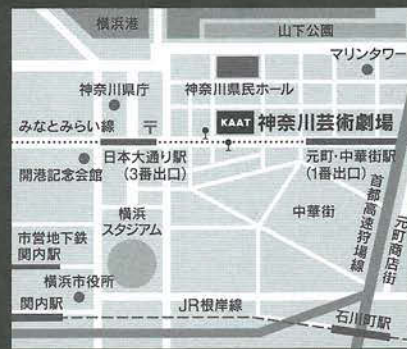 横浜港
山下公園
マリンタワー
神奈川県庁
神奈川県民ホール
みなとみらい線
〒
KAAT 神奈川芸術劇場
開港記念会館
日本大通り駅
(3番出口)
元町・中華街駅
(1番出口)
横浜
スタジアム
中華街
首都高速狩場線
元町商店街
市営地下鉄
関内駅
横浜市役所
関内駅
JR根岸線
石川町駅